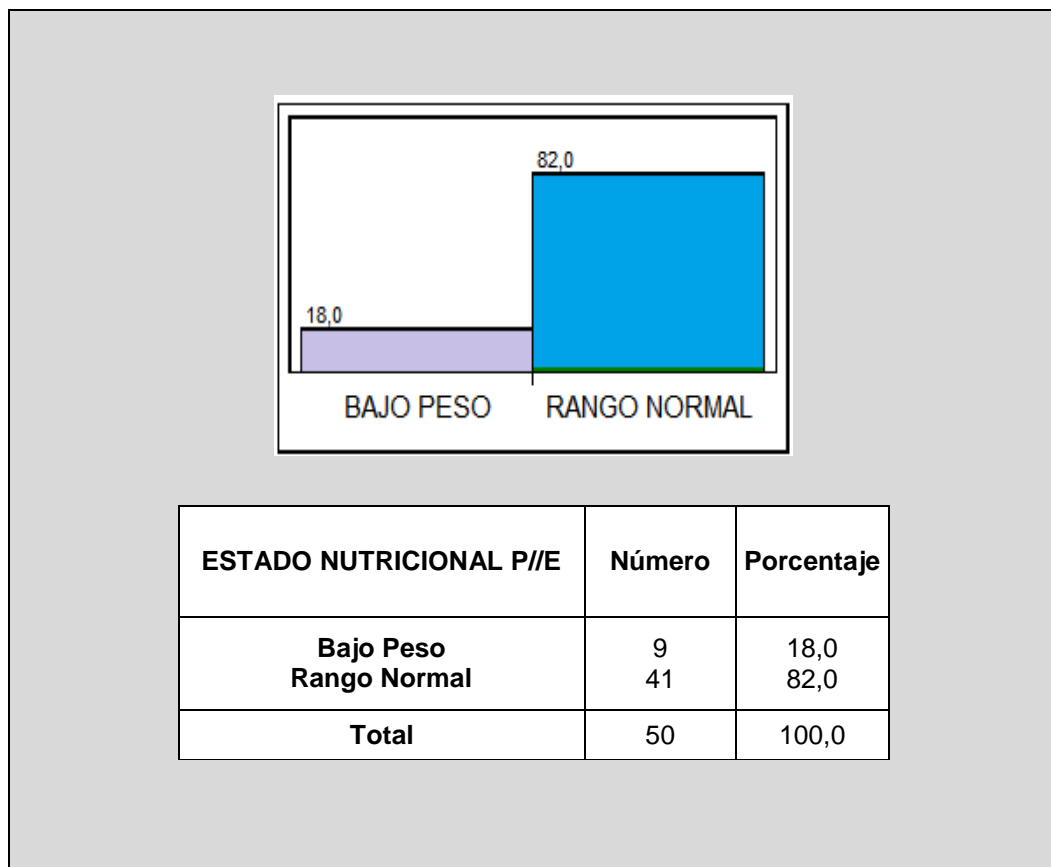 82,0
18,0
BAJO PESO RANGO NORMAL
ESTADO NUTRICIONAL P//E Número Porcentaje
Bajo Peso 9 18,0
Rango Normal 41 82,0
Total 50 100,0